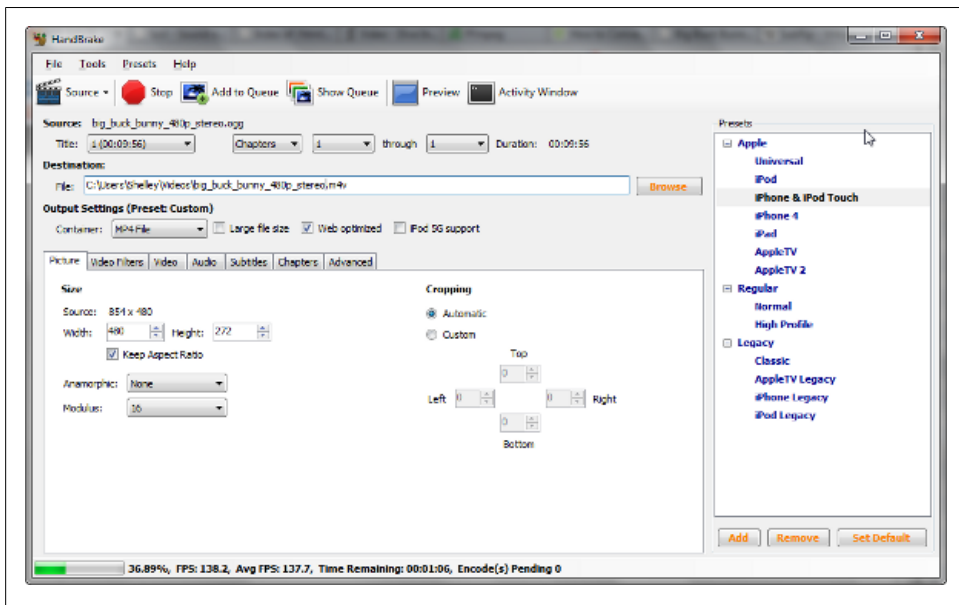 HandBrake
File Tools Presets Help
Source Stop Add to Queue Show Queue Preview Activity Window
Source: big_buck_bunny_480p_stereo.ogg
Title: 1 (00:09:56) Chapters 1 through 1 Duration: 00:09:56
Destination:
File: C:\Users\Shelley\Videos\big_buck_bunny_480p_stereo.m4v Browse
Output Settings (Preset: Custom)
Container: MP4 File Large file size Web optimized iPod 5G support
Picture Video Filters Video Audio Subtitles Chapters Advanced
Size
Source: 854 x 480
Width: 480 Height: 272
Keep Aspect Ratio
Anamorphic: None
Modulus: 16
Cropping
Automatic
Custom
Top
0
Left 0 0 Right
0
Bottom
Presets
Apple
Universal
iPod
iPhone & iPod Touch
iPhone 4
iPad
AppleTV
AppleTV 2
Regular
Normal
High Profile
Legacy
Classic
AppleTV Legacy
iPhone Legacy
iPod Legacy
Add Remove Set Default
36.89%, FPS: 138.2, Avg FPS: 137.7, Time Remaining: 00:01:06, Encode(s) Pending 0